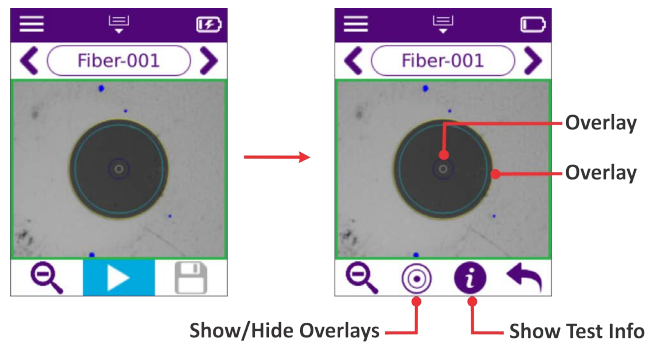 Fiber-001
Fiber-001
Overlay
Overlay
Show/Hide Overlays
Show Test Info